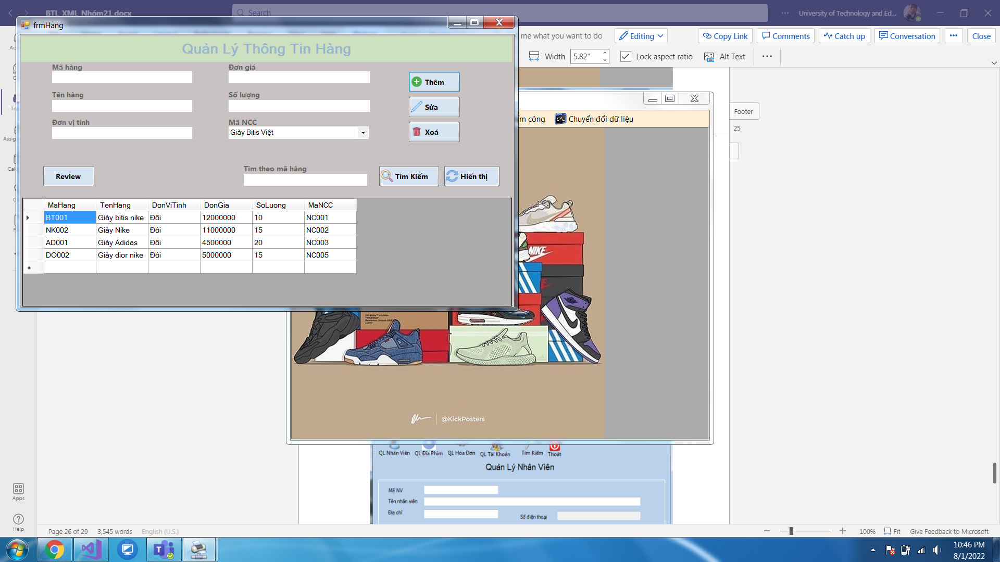 BTL_XML_Nhóm21.docx
Search
University of Technology and Ed...
frmHang
Quản Lý Thông Tin Hàng
me what you want to do
Editing
Copy Link
Comments
Catch up
Conversation
Close
Width
5.82"
Lock aspect ratio
Alt Text
Mã hàng
Đơn giá
Thêm
Tên hàng
Số lượng
Sửa
Đơn vị tính
Mã NCC
Giày Bitis Việt
Xoá
Footer
25
Chuyển đổi dữ liệu
Review
Tìm theo mã hàng
Tìm Kiếm
Hiển thị
MaHang TenHang DonViTinh DonGia SoLuong MaNCC
BT001 Giày bitis nike Đôi 12000000 10 NC001
NK002 Giày Nike Đôi 11000000 15 NC002
AD001 Giày Adidas Đôi 4500000 20 NC003
DO002 Giày dior nike Đôi 5000000 15 NC005
NIKE
@KickPosters
QL Nhân Viên QL Đĩa Phim QL Hóa Đơn QL Tài Khoản Tìm Kiếm Thoát
Quản Lý Nhân Viên
Mã NV
Tên nhân viên
Địa chỉ
Số điện thoại
Apps
Help
Page 26 of 29 3,545 words English (U.S.)
100% Fit Give Feedback to Microsoft
10:46 PM
8/1/2022